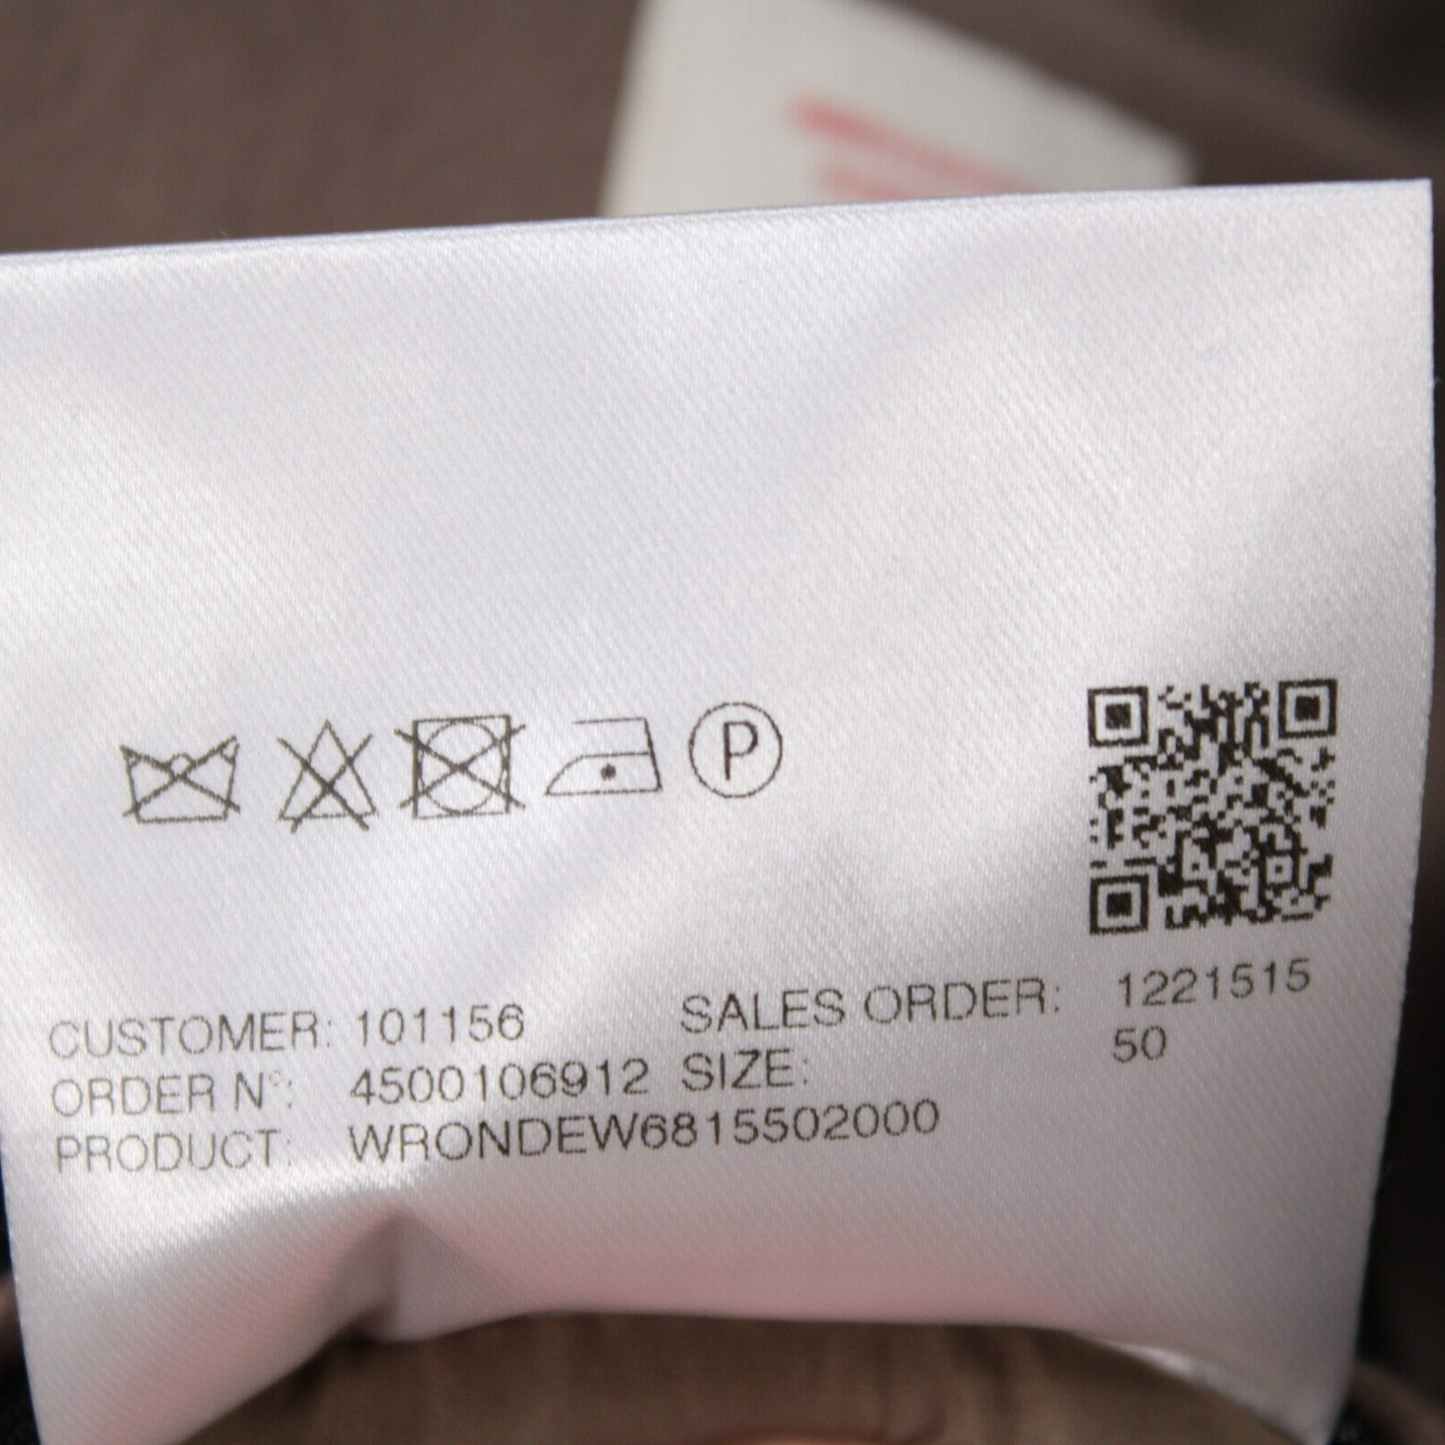 P
CUSTOMER: 101156 SALES ORDER: 1221515
ORDER N°: 4500106912 SIZE: 50
PRODUCT: WRONDEW6815502000